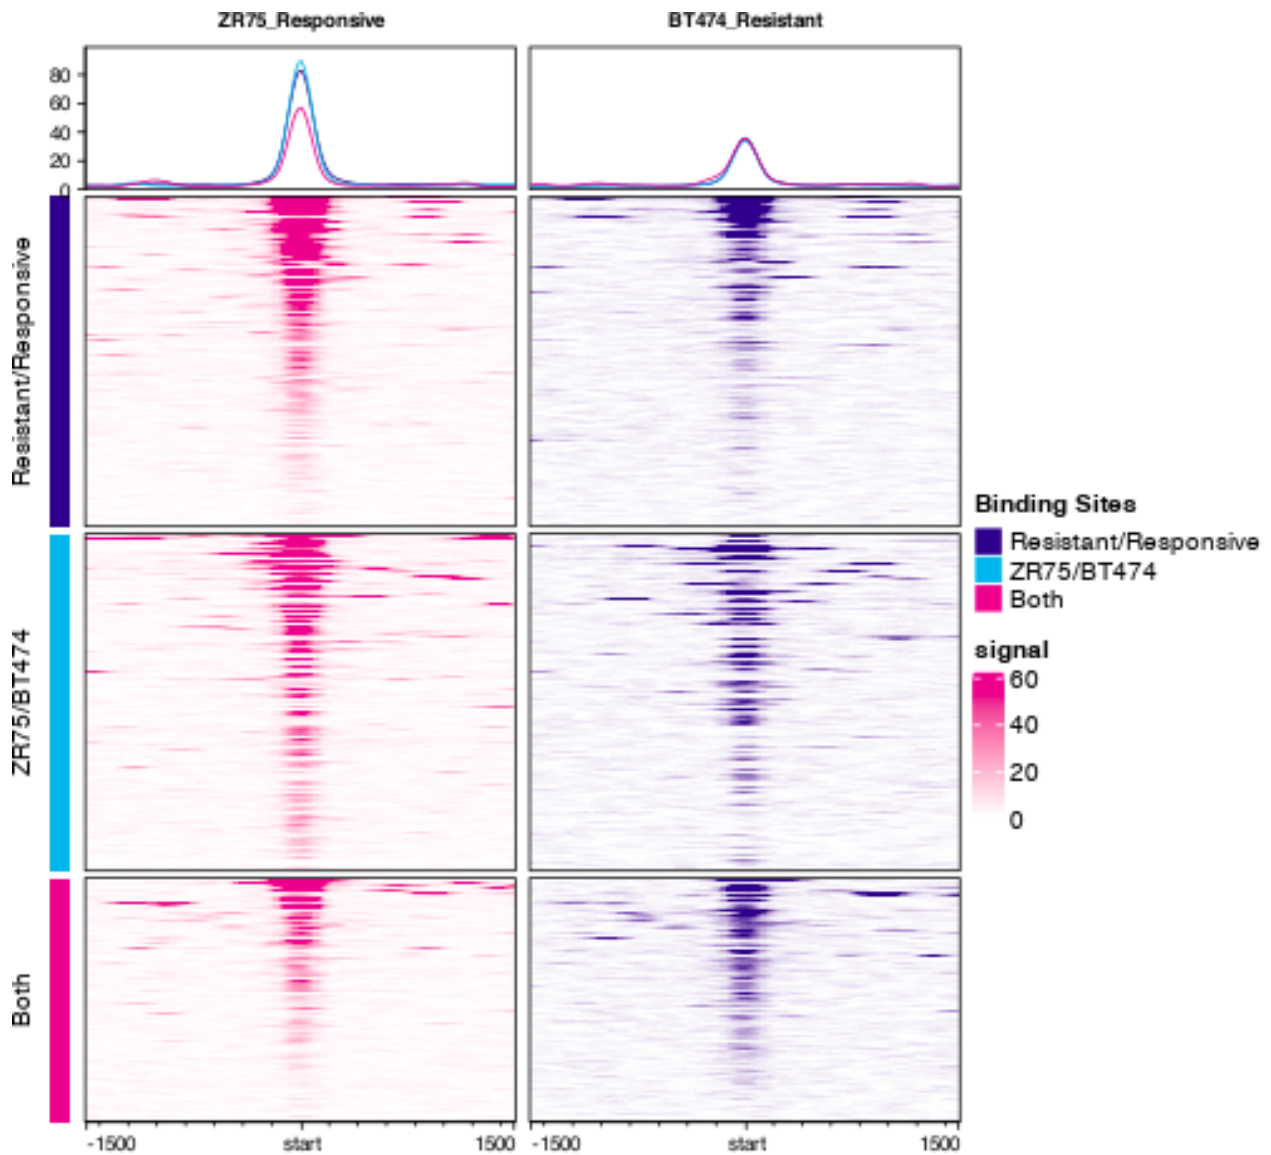 ZR75_Responsive
BT474_Resistant
80
60
40
20
0
Resistant/Responsive
ZR75/BT474
Both
Binding Sites
Resistant/Responsive
ZR75/BT474
Both
signal
60
40
20
0
-1500 start 1500
-1500 start 1500